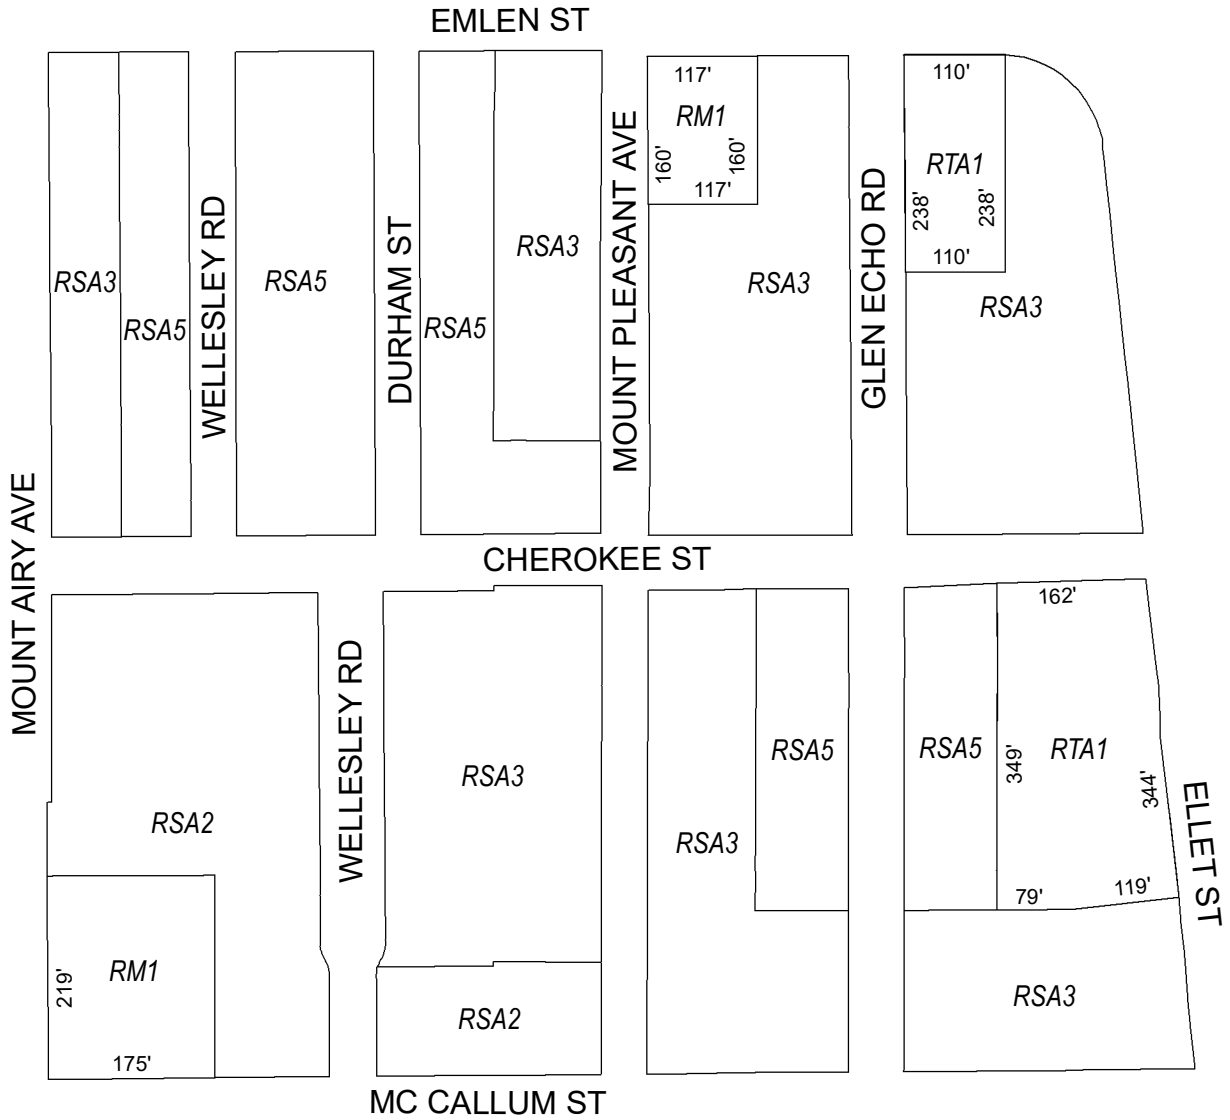 EMLEN ST
117'
110'
RM1
160'
160'
RTA1
117'
238'
238'
RSA3
110'
RSA3
RSA5
RSA3
RSA3
RSA5
RSA5
WELLESLEY RD
DURHAM ST
MOUNT PLEASANT AVE
GLEN ECHO RD
MOUNT AIRY AVE
CHEROKEE ST
162'
WELLESLEY RD
RSA5
RSA5
RTA1
349'
RSA3
344'
RSA2
RSA3
ELLET ST
79'
119'
RM1
219'
RSA3
RSA2
175'
MC CALLUM ST